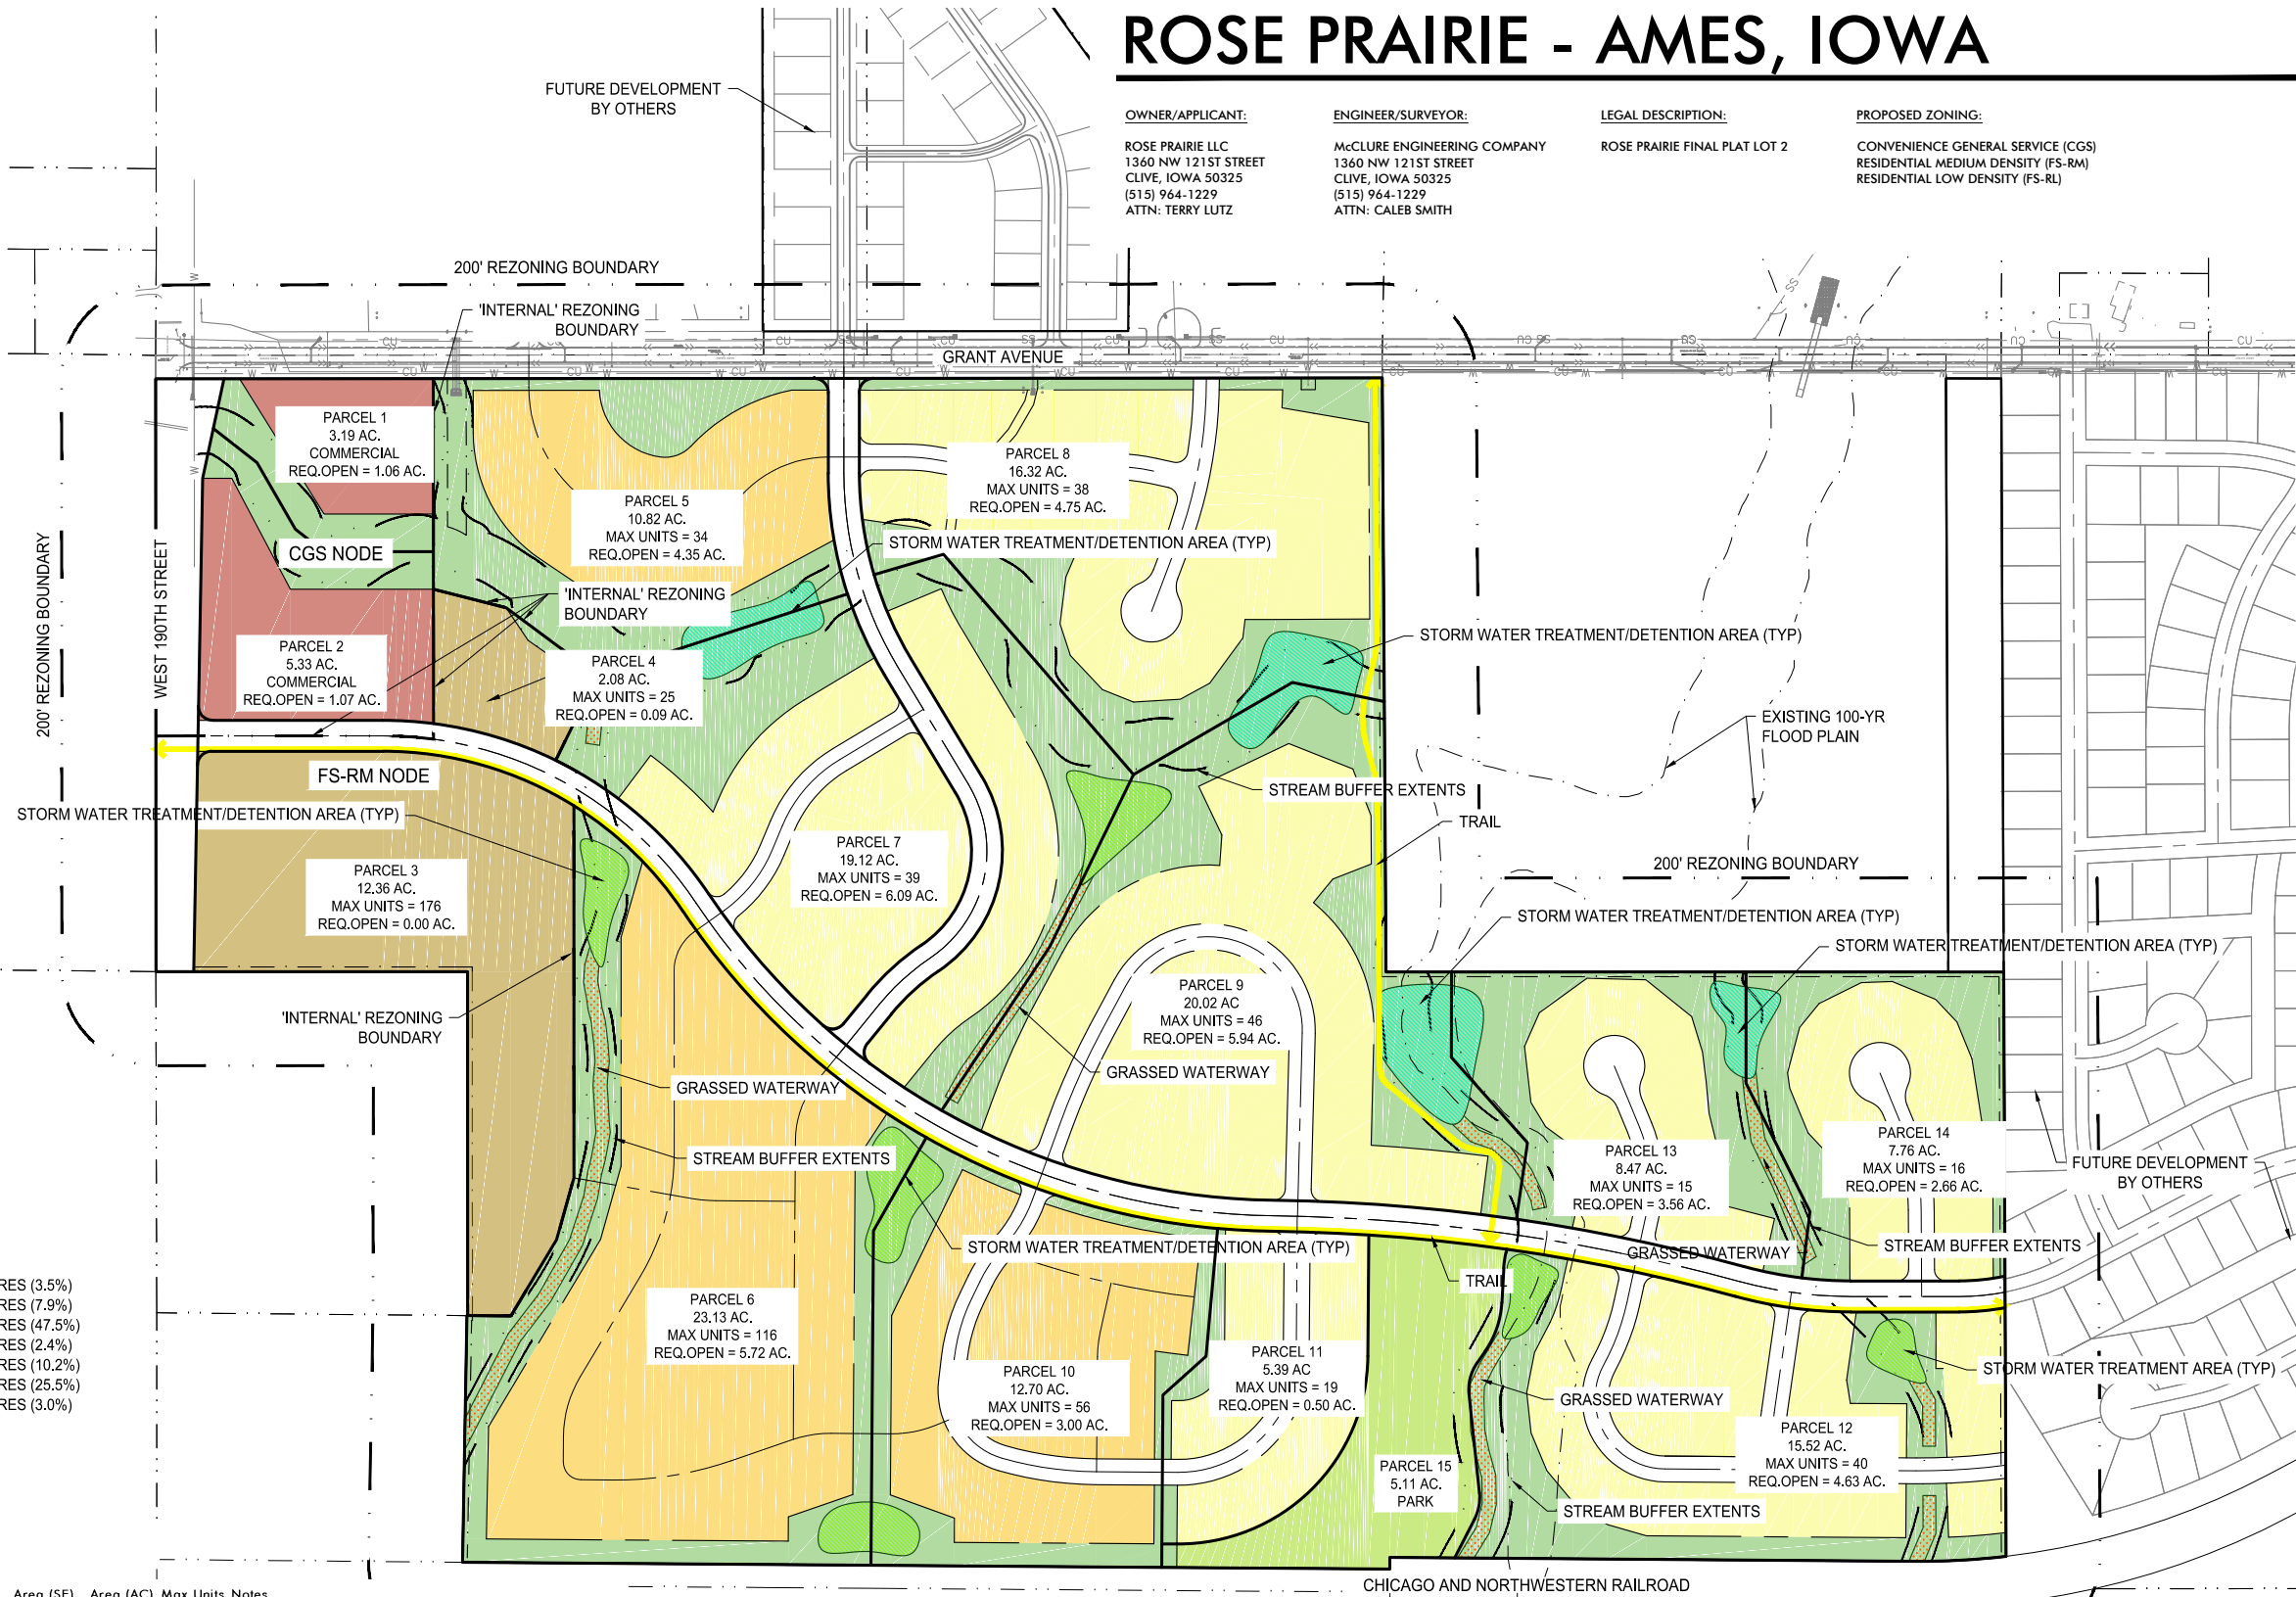 ROSE PRAIRIE - AMES, IOWA
OWNER/APPLICANT:
ROSE PRAIRIE LLC
1360 NW 121ST STREET
CLIVE, IOWA 50325
(515) 964-1229
ATTN: TERRY LUTZ
ENGINEER/SURVEYOR:
McCLURE ENGINEERING COMPANY
1360 NW 121ST STREET
CLIVE, IOWA 50325
(515) 964-1229
ATTN: CALEB SMITH
LEGAL DESCRIPTION:
ROSE PRAIRIE FINAL PLAT LOT 2
PROPOSED ZONING:
CONVENIENCE GENERAL SERVICE (CGS)
RESIDENTIAL MEDIUM DENSITY (FS-RM)
RESIDENTIAL LOW DENSITY (FS-RL)
FUTURE DEVELOPMENT
BY OTHERS
200' REZONING BOUNDARY
'INTERNAL' REZONING
BOUNDARY
GRANT AVENUE
PARCEL 1
3.19 AC.
COMMERCIAL
REQ.OPEN = 1.06 AC.
PARCEL 5
10.82 AC.
MAX UNITS = 34
REQ.OPEN = 4.35 AC.
PARCEL 8
16.32 AC.
MAX UNITS = 38
REQ.OPEN = 4.75 AC.
STORM WATER TREATMENT/DETENTION AREA (TYP)
CGS NODE
200' REZONING BOUNDARY
WEST 190TH STREET
'INTERNAL' REZONING
BOUNDARY
PARCEL 2
5.33 AC.
COMMERCIAL
REQ.OPEN = 1.07 AC.
PARCEL 4
2.08 AC.
MAX UNITS = 25
REQ.OPEN = 0.09 AC.
STORM WATER TREATMENT/DETENTION AREA (TYP)
EXISTING 100-YR
FLOOD PLAIN
FS-RM NODE
STORM WATER TREATMENT/DETENTION AREA (TYP)
STREAM BUFFER EXTENTS
TRAIL
PARCEL 7
19.12 AC.
MAX UNITS = 39
REQ.OPEN = 6.09 AC.
200' REZONING BOUNDARY
PARCEL 3
12.36 AC.
MAX UNITS = 176
REQ.OPEN = 0.00 AC.
STORM WATER TREATMENT/DETENTION AREA (TYP)
STORM WATER TREATMENT/DETENTION AREA (TYP)
PARCEL 9
20.02 AC
MAX UNITS = 46
REQ.OPEN = 5.94 AC.
'INTERNAL' REZONING
BOUNDARY
GRASSED WATERWAY
GRASSED WATERWAY
STREAM BUFFER EXTENTS
PARCEL 13
8.47 AC.
MAX UNITS = 15
REQ.OPEN = 3.56 AC.
PARCEL 14
7.76 AC.
MAX UNITS = 16
REQ.OPEN = 2.66 AC.
FUTURE DEVELOPMENT
BY OTHERS
STORM WATER TREATMENT/DETENTION AREA (TYP)
GRASSED WATERWAY
STREAM BUFFER EXTENTS
TRAIL
RES (3.5%)
RES (7.9%)
RES (47.5%)
RES (2.4%)
RES (10.2%)
RES (25.5%)
RES (3.0%)
PARCEL 6
23.13 AC.
MAX UNITS = 116
REQ.OPEN = 5.72 AC.
PARCEL 10
12.70 AC.
MAX UNITS = 56
REQ.OPEN = 3.00 AC.
PARCEL 11
5.39 AC
MAX UNITS = 19
REQ.OPEN = 0.50 AC.
STORM WATER TREATMENT AREA (TYP)
GRASSED WATERWAY
PARCEL 12
15.52 AC.
MAX UNITS = 40
REQ.OPEN = 4.63 AC.
PARCEL 15
5.11 AC.
PARK
STREAM BUFFER EXTENTS
CHICAGO AND NORTHWESTERN RAILROAD
Area (SF) Area (AC) Max Units Notes